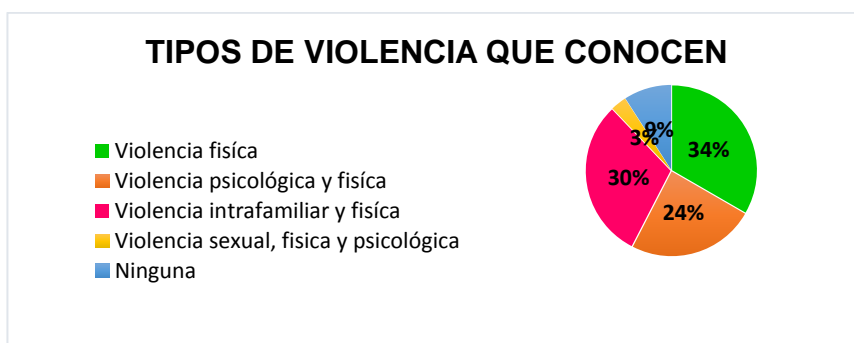 TIPOS DE VIOLENCIA QUE CONOCEN
Violencia fisíca
Violencia psicológica y fisíca
Violencia intrafamiliar y fisíca
Violencia sexual, fisica y psicológica
Ninguna
9%
3%
34%
30%
24%